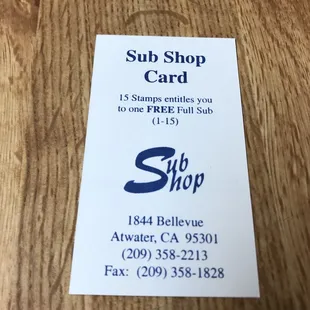 Sub Shop
Card
15 Stamps entitles you
to one FREE Full Sub
(1-15)
Sub
Shop
1844 Bellevue
Atwater, CA 95301
(209) 358-2213
Fax: (209) 358-1828